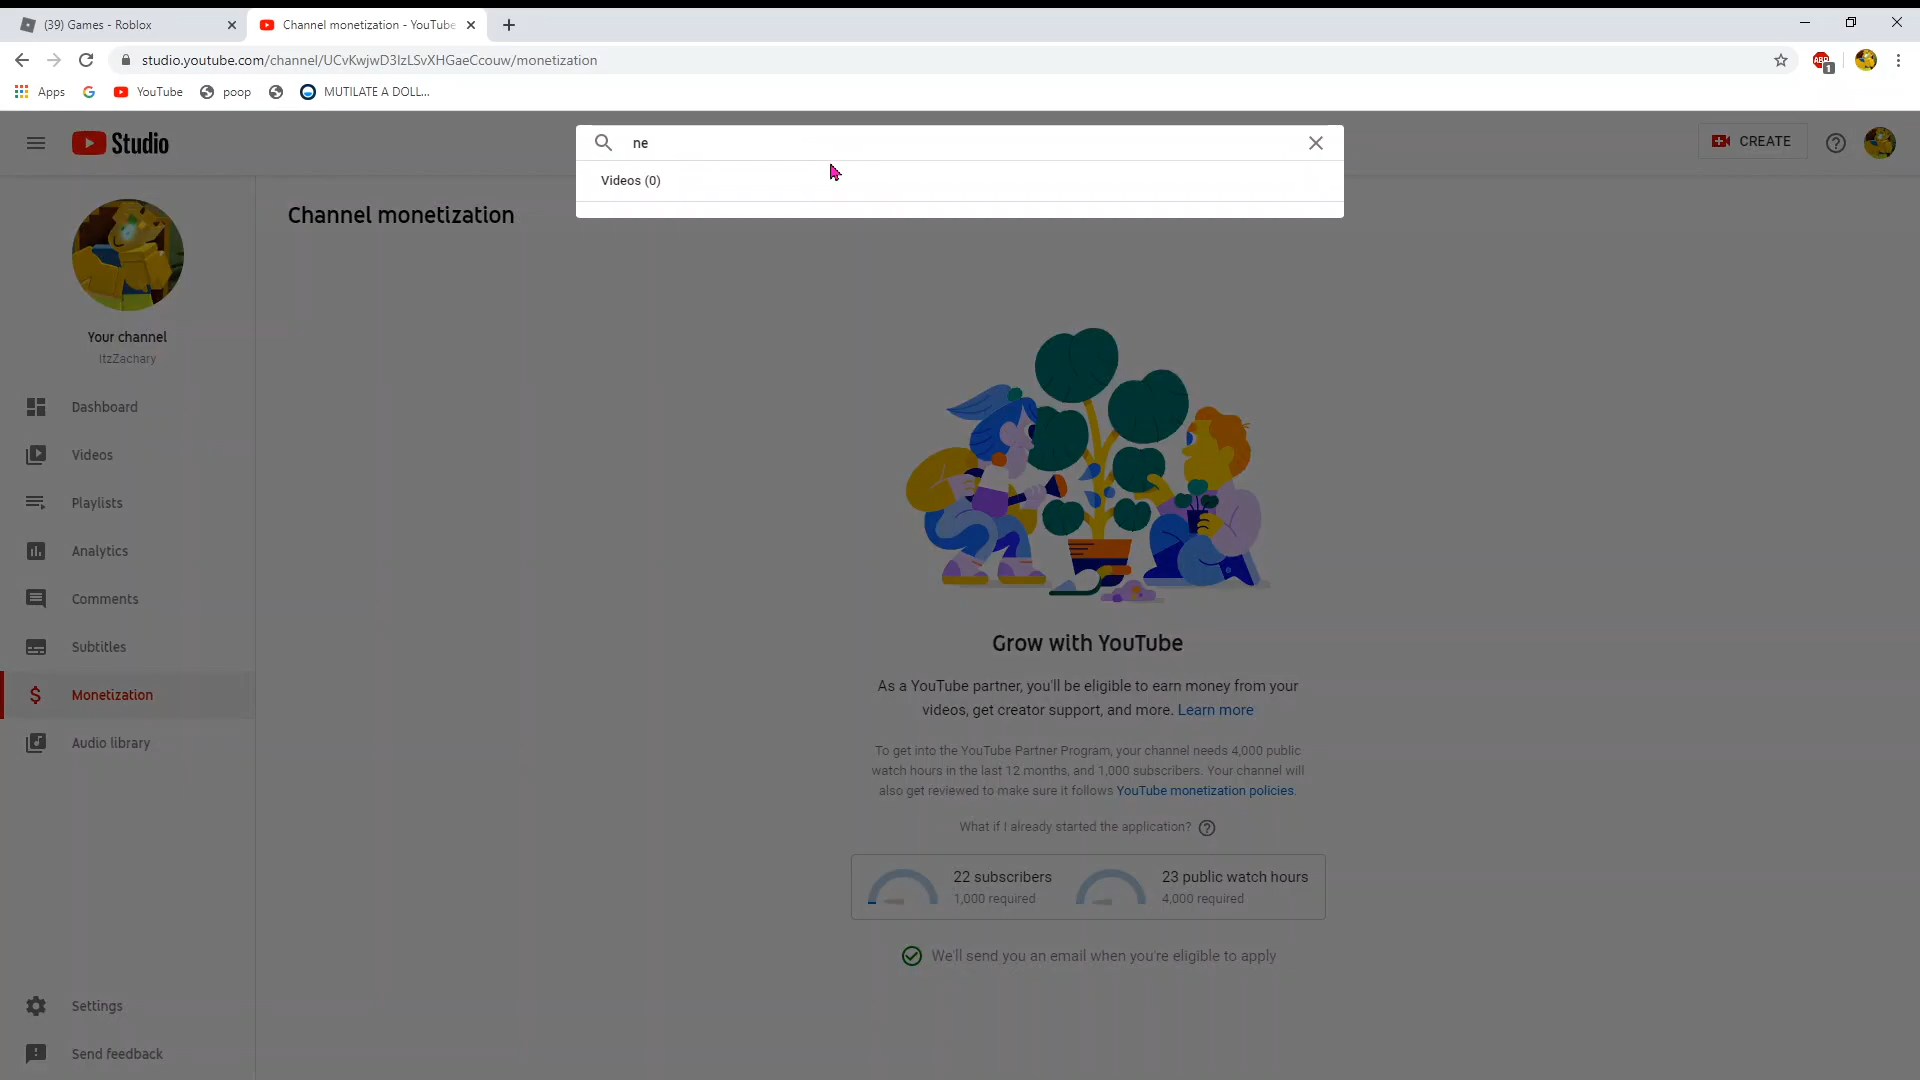 (39) Games - Roblox
Channel monetization - YouTube
studio.youtube.com/channel/UCvKwjwD3IzLSvXHGaeCcouw/monetization
ABP
1
Apps
YouTube
poop
MUTILATE A DOLL...
Studio
ne
CREATE
Videos (0)
Channel monetization
Your channel
ItzZachary
Dashboard
Videos
Playlists
Analytics
Comments
Subtitles
Monetization
Audio library
Settings
Send feedback
Grow with YouTube
As a YouTube partner, you'll be eligible to earn money from your
videos, get creator support, and more. Learn more
To get into the YouTube Partner Program, your channel needs 4,000 public
watch hours in the last 12 months, and 1,000 subscribers. Your channel will
also get reviewed to make sure it follows YouTube monetization policies.
What if I already started the application?
22 subscribers
1,000 required
23 public watch hours
4,000 required
We'll send you an email when you're eligible to apply